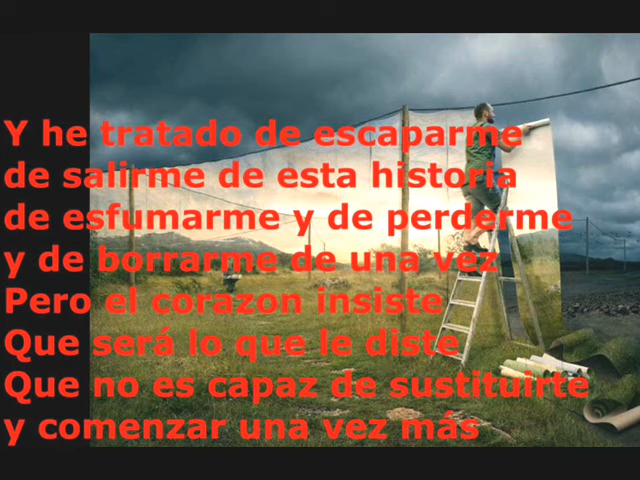 Y he tratado de escaparme
de salirme de esta historia
de esfumarme y de perderme
y de borrarme de una vez
Pero el corazon insiste
Que será lo que le diste
Que no es capaz de sustituirte
y comenzar una vez más